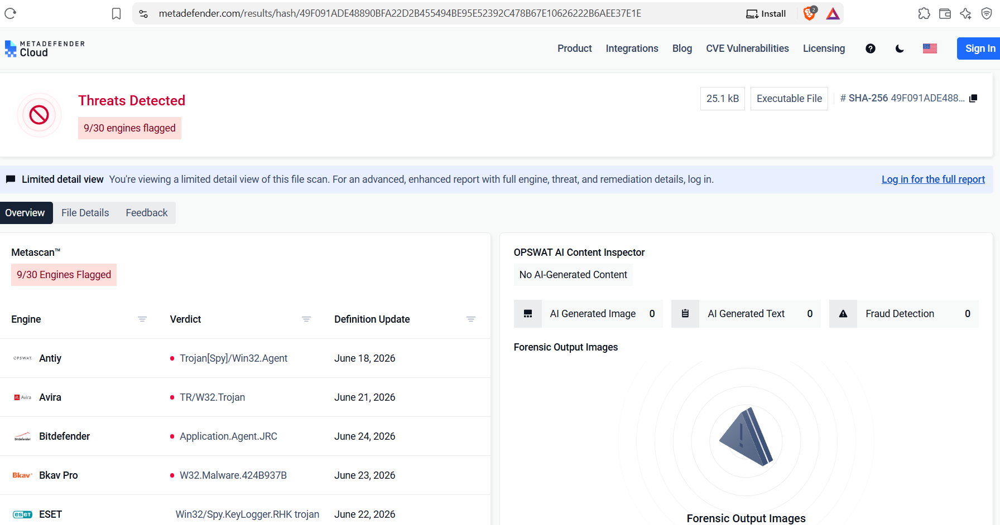 metadefender.com/results/hash/49F091ADE48890BFA22D2B455494BE95E52392C478B67E10626222B6AEE37E1E
Install
2
METADEFENDER
Cloud
Product
Integrations
Blog
CVE Vulnerabilities
Licensing
Sign In
Threats Detected
9/30 engines flagged
25.1 kB
Executable File
# SHA-256 49F091ADE488...
Limited detail view You're viewing a limited detail view of this file scan. For an advanced, enhanced report with full engine, threat, and remediation details, log in.
Log in for the full report
Overview
File Details
Feedback
Metascan™
9/30 Engines Flagged
Engine Verdict Definition Update
OPSWAT. Antiy Trojan[Spy]/Win32.Agent June 18, 2026
Avira Avira TR/W32.Trojan June 21, 2026
Bitdefender Bitdefender Application.Agent.JRC June 24, 2026
Bkav Bkav Pro W32.Malware.424B937B June 23, 2026
eset ESET Win32/Spy.KeyLogger.RHK trojan June 22, 2026
OPSWAT AI Content Inspector
No AI-Generated Content
AI Generated Image 0
AI Generated Text 0
Fraud Detection 0
Forensic Output Images
Forensic Output Images